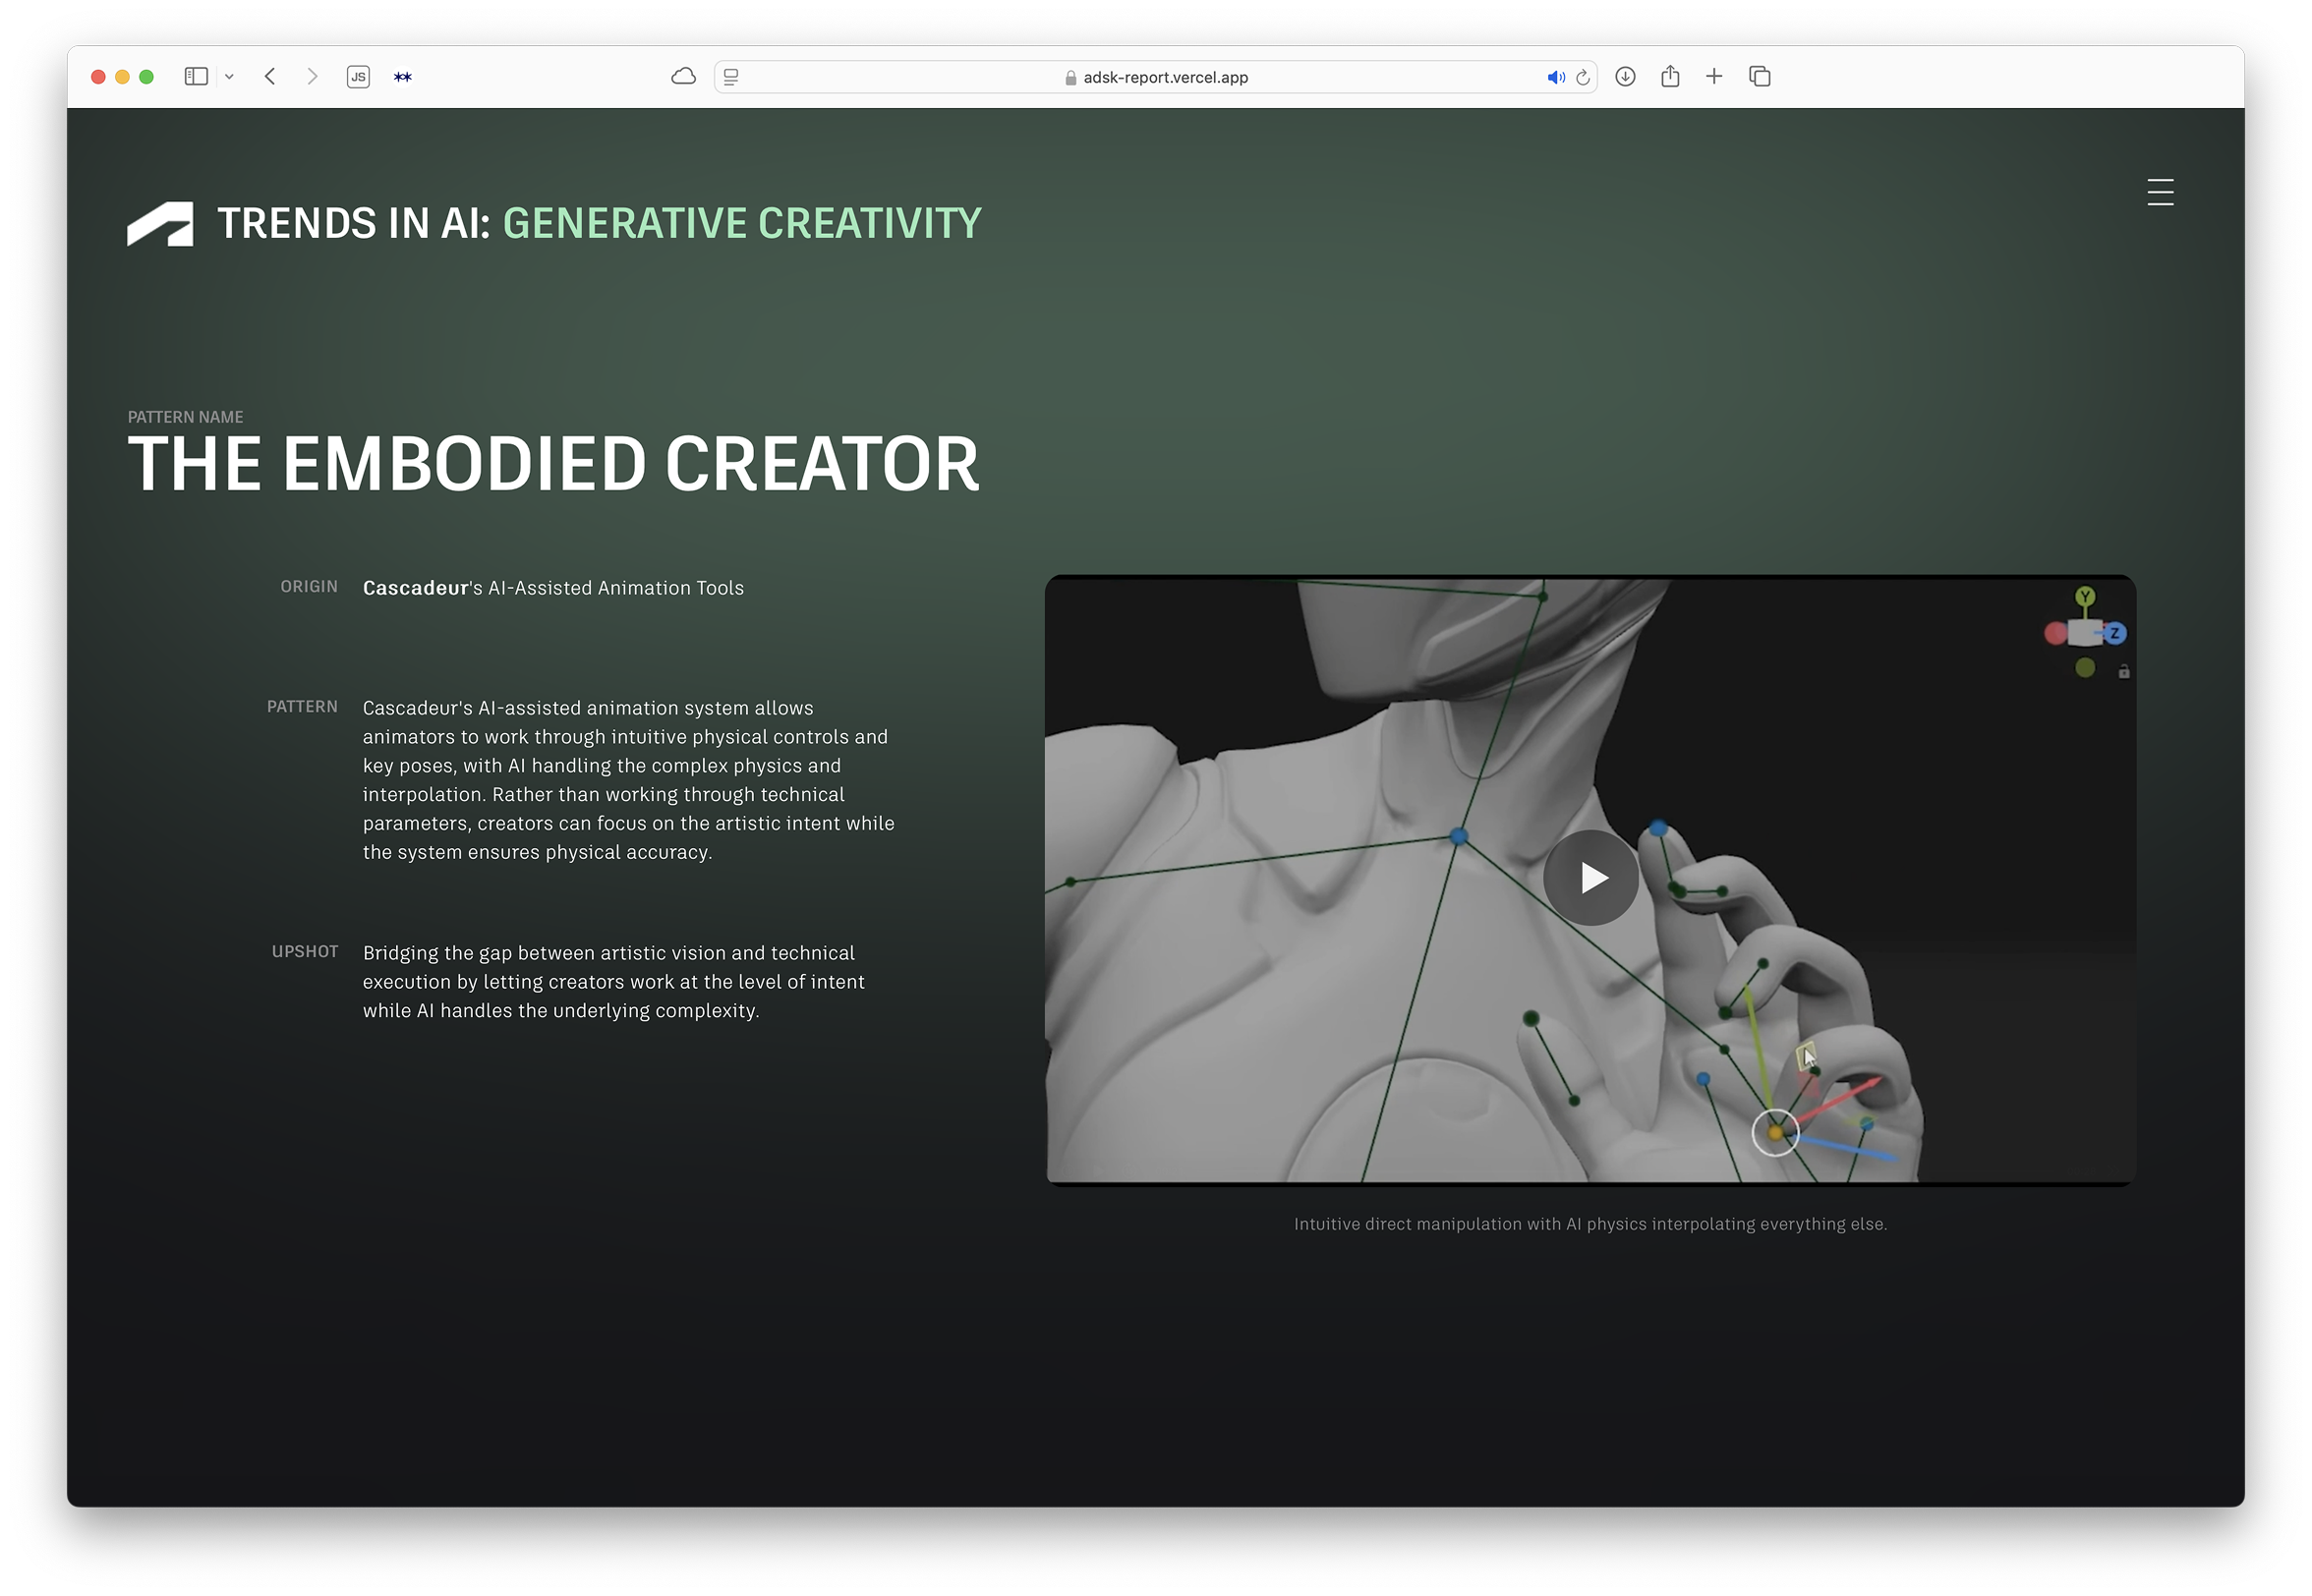 JS
adsk-report.vercel.app
TRENDS IN AI: GENERATIVE CREATIVITY
PATTERN NAME
THE EMBODIED CREATOR
ORIGIN
Cascadeur's AI-Assisted Animation Tools
PATTERN
Cascadeur's AI-assisted animation system allows
animators to work through intuitive physical controls and
key poses, with AI handling the complex physics and
interpolation. Rather than working through technical
parameters, creators can focus on the artistic intent while
the system ensures physical accuracy.
UPSHOT
Bridging the gap between artistic vision and technical
execution by letting creators work at the level of intent
while AI handles the underlying complexity.
Y
Z
Intuitive direct manipulation with AI physics interpolating everything else.